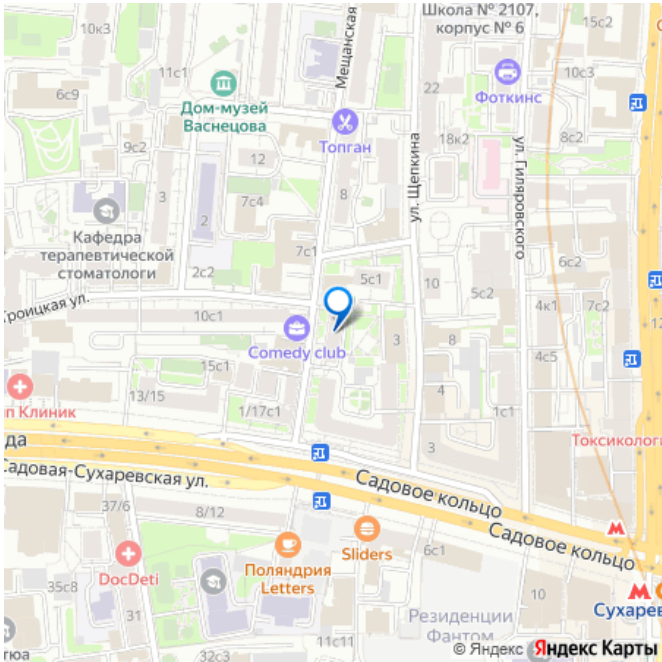 Школа № 2107,
корпус № 6
15с2
10к3
11с1
Мещанская
22
Фоткинс
10с3
6с9
Дом-музей
Васнецова
Топган
18к2
8с2
9с2
12
ул. Щепкина
ул. Гиляровского
8
7с4
2
Кафедра
терапевтической
стоматологи
7с1
6с2
2с2
5с1
10
5с2
4к1
7с2
Троицкая ул.
10с1
Comedy club
3
8
4с5
15с1
4
13/15
1/17с1
1с1
п Клиник
3
Токсикологи
да
Садовая-Сухаревская ул.
Садовое кольцо
37/6
8/12
Садовое кольцо
Sliders
6с1
DocDeti
Поляндрия
Letters
10
Сухарев
Резиденции
Фантом
11с11
32с3
тюа
© Яндекс Яндекс Карты